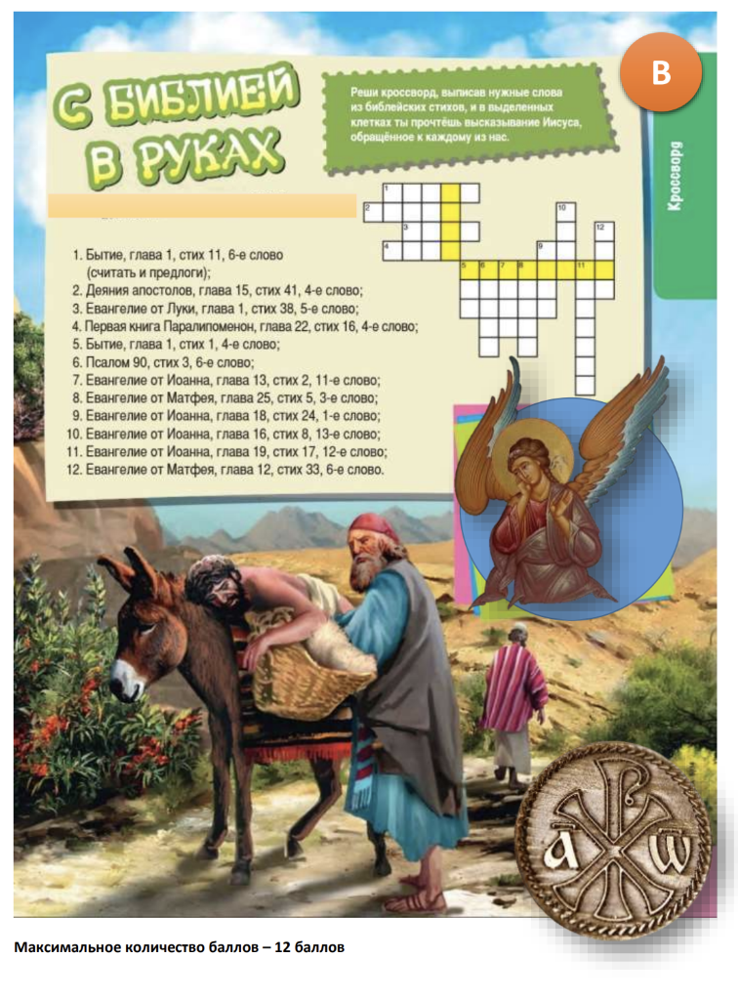 С БИБЛИЕЙ
В РУКАХ
Реши кроссворд, выписав нужные слова
из библейских стихов, и в выделенных
клетках ты прочтёшь высказывание Иисуса,
обращённое к каждому из нас.
В
Кроссворд
1
2
10
3
12
4
9
5 6 7 8 11
1. Бытие, глава 1, стих 11, 6-е слово
(считать и предлоги);
2. Деяния апостолов, глава 15, стих 41, 4-е слово;
3. Евангелие от Луки, глава 1, стих 38, 5-е слово;
4. Первая книга Паралипоменон, глава 22, стих 16, 4-е слово;
5. Бытие, глава 1, стих 1, 4-е слово;
6. Псалом 90, стих 3, 6-е слово;
7. Евангелие от Иоанна, глава 13, стих 2, 11-е слово;
8. Евангелие от Матфея, глава 25, стих 5, 3-е слово;
9. Евангелие от Иоанна, глава 18, стих 24, 1-е слово;
10. Евангелие от Иоанна, глава 16, стих 8, 13-е слово;
11. Евангелие от Иоанна, глава 19, стих 17, 12-е слово;
12. Евангелие от Матфея, глава 12, стих 33, 6-е слово.
α ω
Максимальное количество баллов – 12 баллов